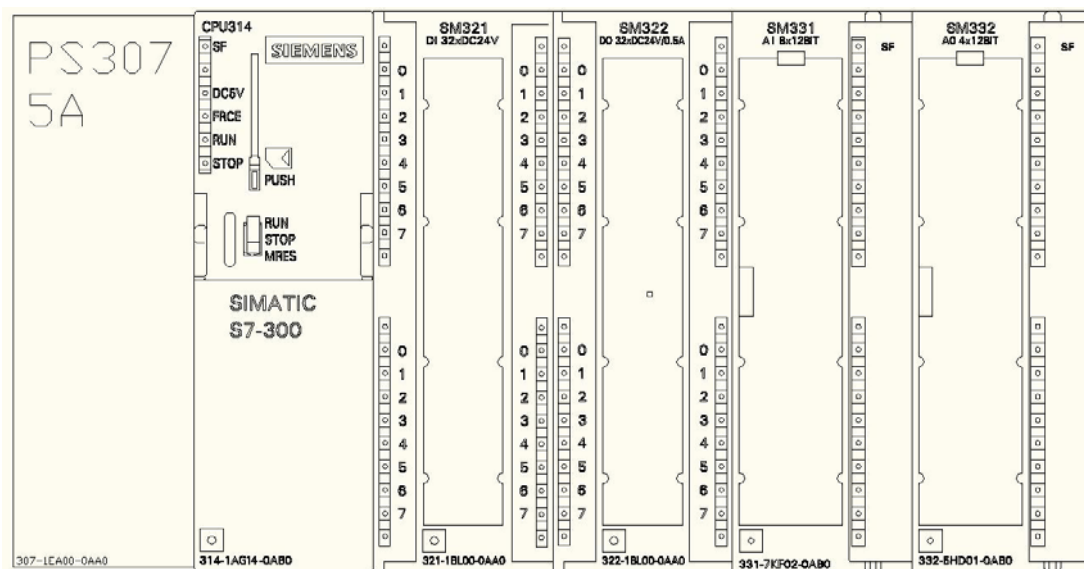 PS307
5A
307-1EA00-0AA0
CPU314
SF
SIEMENS
DC5V
FRCE
RUN
STOP
PUSH
RUN
STOP
MRES
SIMATIC
S7-300
314-1AG14-0AB0
SM321
DI 32xDC24V
0 0
1 1
2 2
3 3
4 4
5 5
6 6
7 7
0 0
1 1
2 2
3 3
4 4
5 5
6 6
7 7
321-1BL00-0AA0
SM322
DO 32xDC24V/0.5A
0 0
1 1
2 2
3 3
4 4
5 5
6 6
7 7
0 0
1 1
2 2
3 3
4 4
5 5
6 6
7 7
322-1BL00-0AA0
SM331
AI 8x12BIT
SF
331-7KF02-0AB0
SM332
AO 4x12BIT
SF
332-5HD01-0AB0